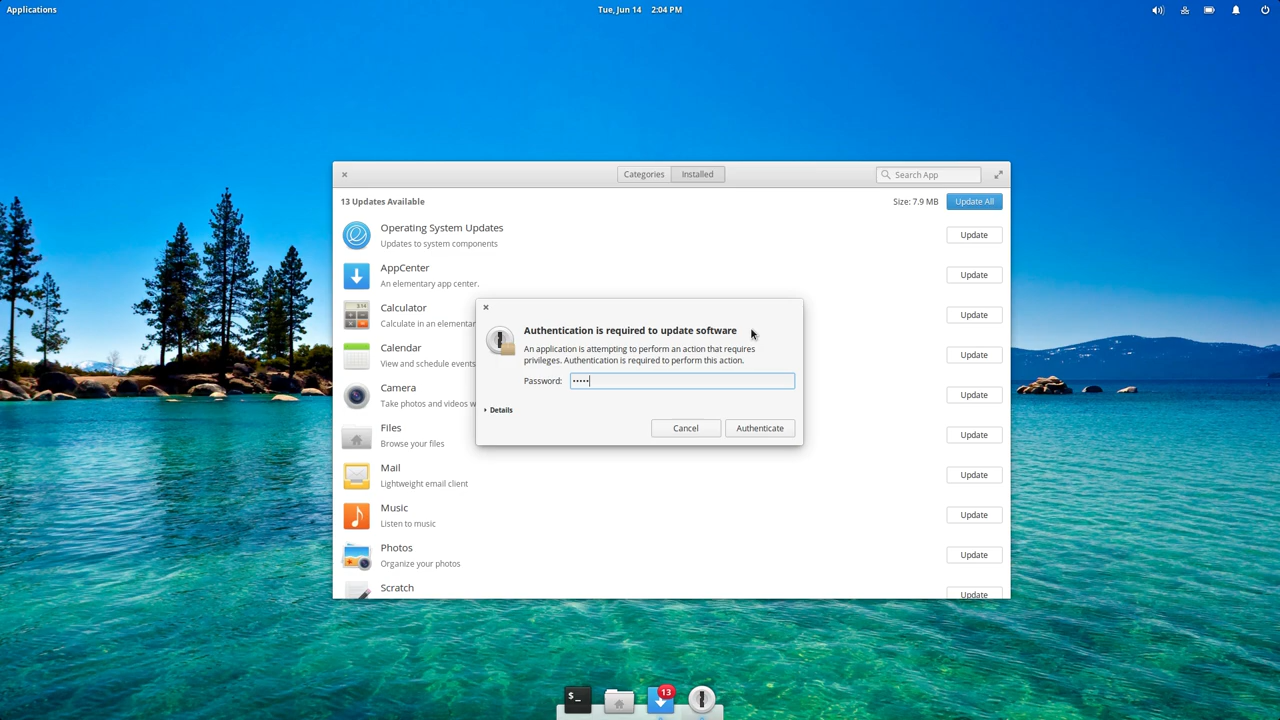 Applications
Tue, Jun 14 2:04 PM
Categories
Installed
Search App
13 Updates Available
Size: 7.9 MB
Update All
Operating System Updates
Updates to system components
Update
AppCenter
An elementary app center.
Update
Calculator
Calculate in an elementar
Update
Calendar
View and schedule events
Update
Camera
Take photos and videos w
Update
Files
Browse your files
Update
Mail
Lightweight email client
Update
Music
Listen to music
Update
Photos
Organize your photos
Update
Scratch
Update
Authentication is required to update software
An application is attempting to perform an action that requires
privileges. Authentication is required to perform this action.
Password: •••••
Details
Cancel
Authenticate
$_
13